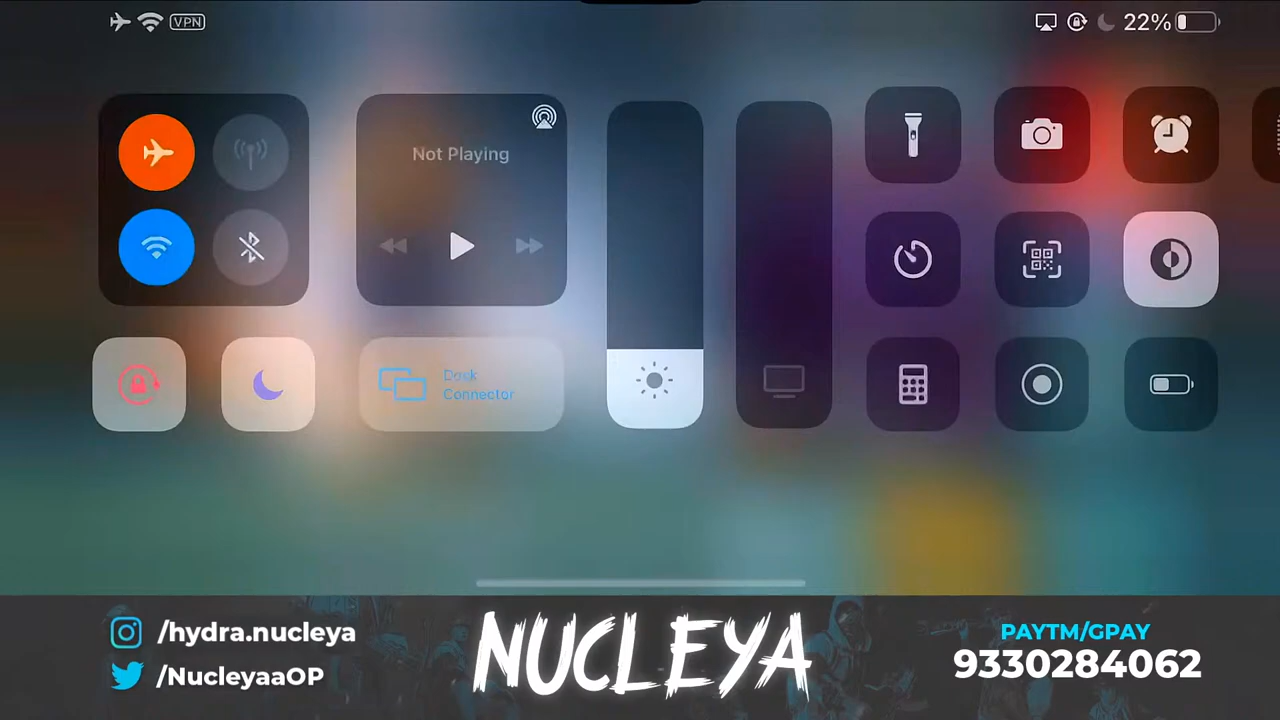 VPN
22%
Not Playing
Dock
Connector
/hydra.nucleya
/NucleyaaOP
NUCLEYA
PAYTM/GPAY
9330284062